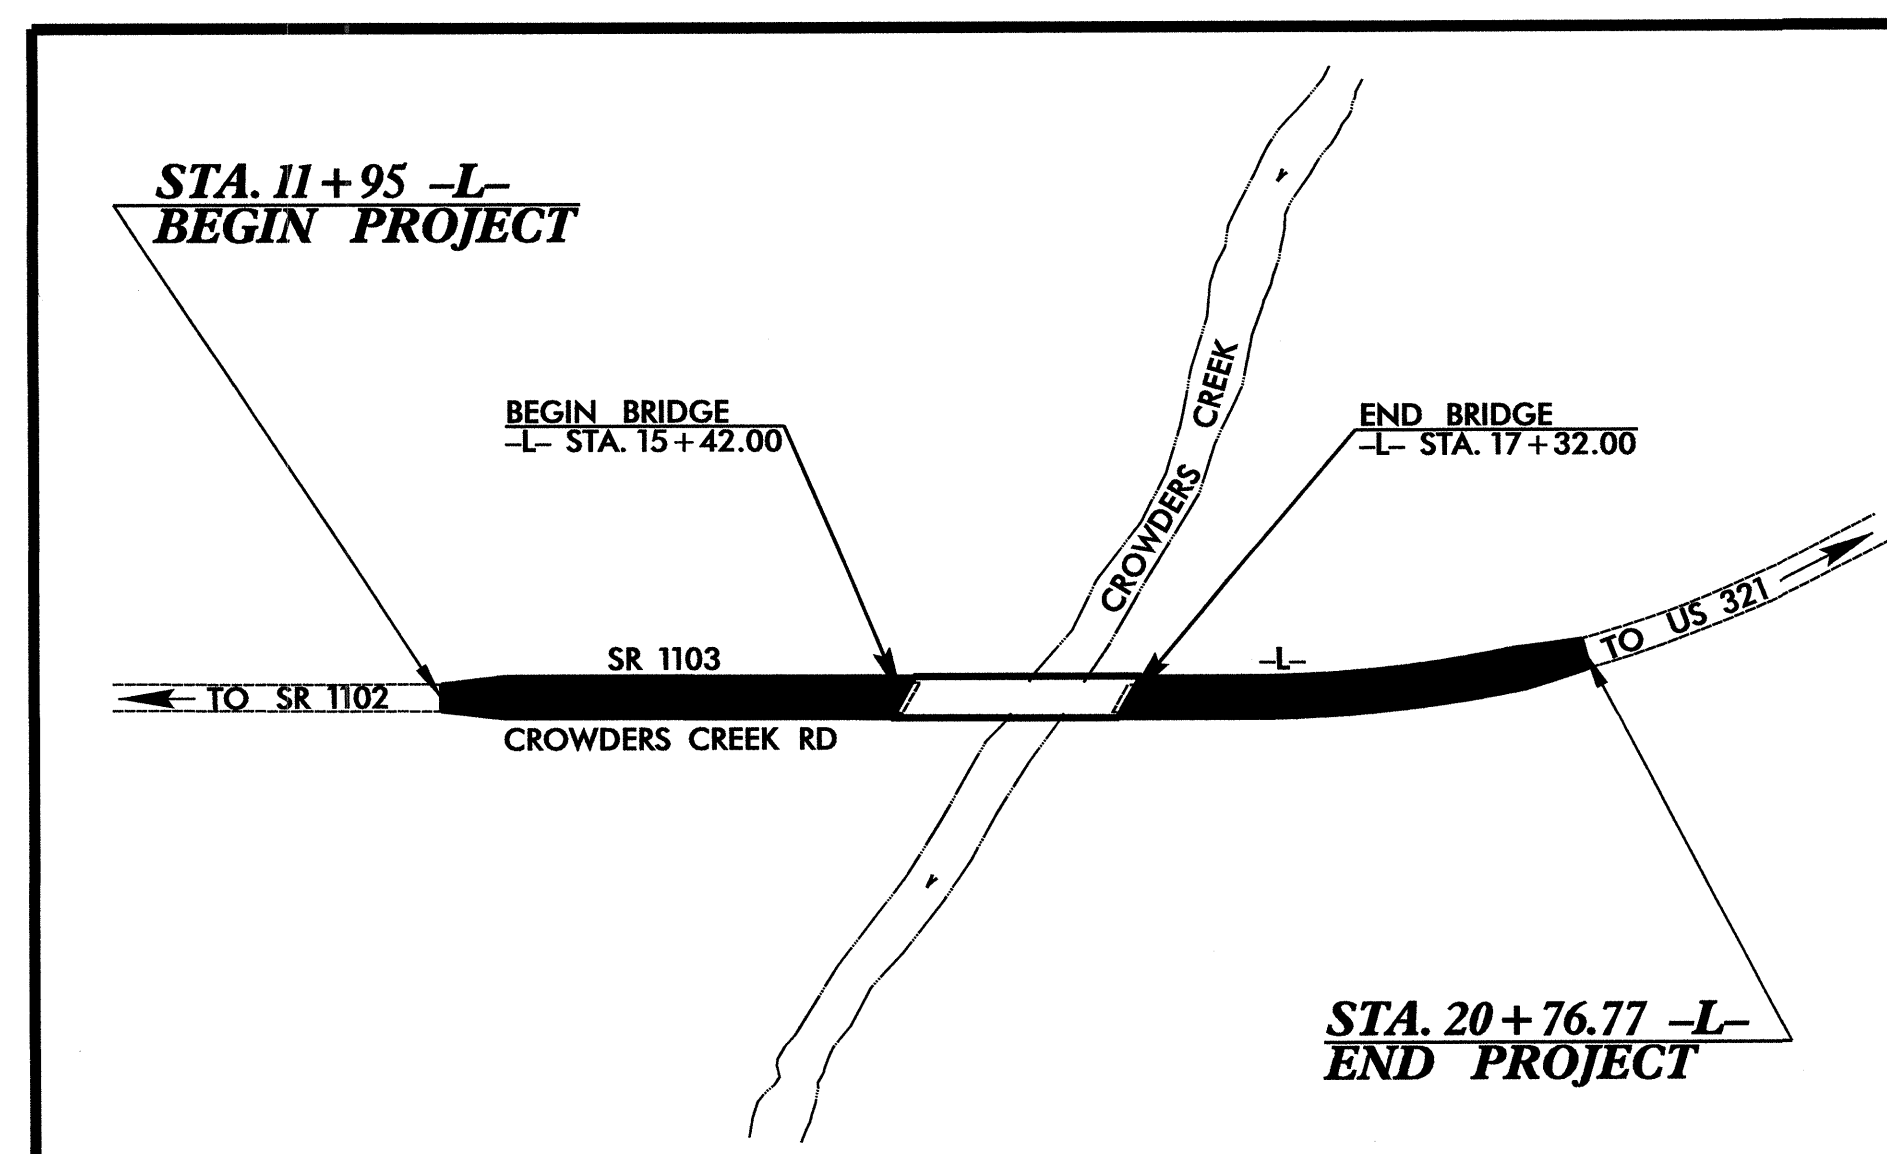 STA. 11+95 -L-
BEGIN PROJECT
BEGIN BRIDGE
-L- STA. 15+42.00
END BRIDGE
-L- STA. 17+32.00
CROWDERS CREEK
SR 1103
-L-
TO US 321
TO SR 1102
CROWDERS CREEK RD
STA. 20+76.77 -L-
END PROJECT